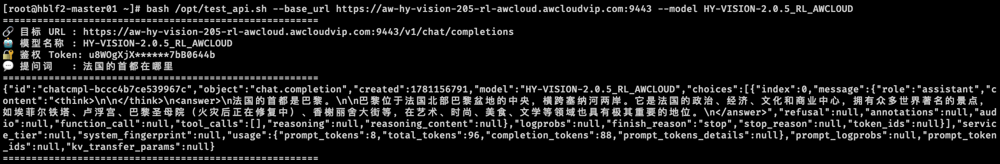 [root@hblf2-master01 ~]# bash /opt/test_api.sh --base_url https://aw-hy-vision-205-rl-awcloud.awcloudvip.com:9443 --model HY-VISION-2.0.5_RL_AWCLOUD
=======================================================
🔗 目标 URL : https://aw-hy-vision-205-rl-awcloud.awcloudvip.com:9443/v1/chat/completions
🤖 模型名称 : HY-VISION-2.0.5_RL_AWCLOUD
🔐 鉴权 Token: u8WOgXjX******7bB0644b
💬 提问词   : 法国的首都在哪里
=======================================================
{"id":"chatcmpl-bccc4b7ce539967c","object":"chat.completion","created":1781156791,"model":"HY-VISION-2.0.5_RL_AWCLOUD","choices":[{"index":0,"message":{"role":"assistant","c
ontent":"<think>\n\n</think>\n<answer>\n法国的首都是巴黎。\n\n巴黎位于法国北部巴黎盆地的中央，横跨塞纳河两岸。它是法国的政治、经济、文化和商业中心，拥有众多世界著名的景点，
如埃菲尔铁塔、卢浮宫、巴黎圣母院（火灾后正在修复中）、香榭丽舍大街等，在艺术、时尚、美食、文学等领域也具有极其重要的地位。\n</answer>","refusal":null,"annotations":null,"aud
io":null,"function_call":null,"tool_calls":[],"reasoning":null,"reasoning_content":null},"logprobs":null,"finish_reason":"stop","stop_reason":null,"token_ids":null}],"servic
e_tier":null,"system_fingerprint":null,"usage":{"prompt_tokens":8,"total_tokens":96,"completion_tokens":88,"prompt_tokens_details":null},"prompt_logprobs":null,"prompt_token
_ids":null,"kv_transfer_params":null}
=======================================================